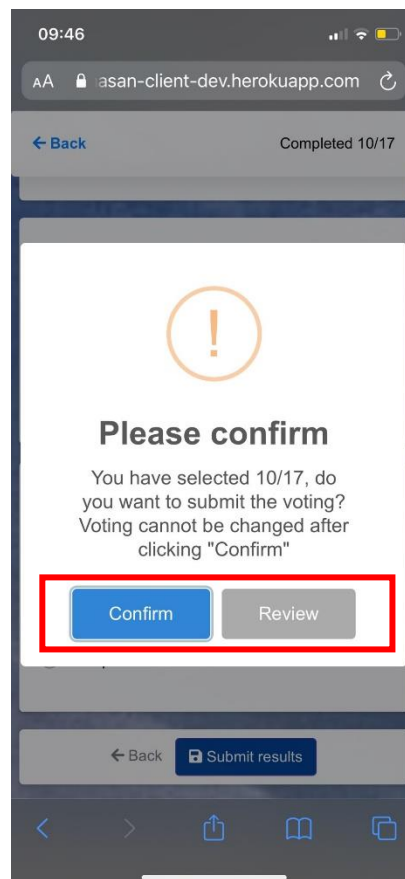 09:46
AA asan-client-dev.herokuapp.com
← Back Completed 10/17
!
Please confirm
You have selected 10/17, do
you want to submit the voting?
Voting cannot be changed after
clicking "Confirm"
Confirm Review
← Back Submit results